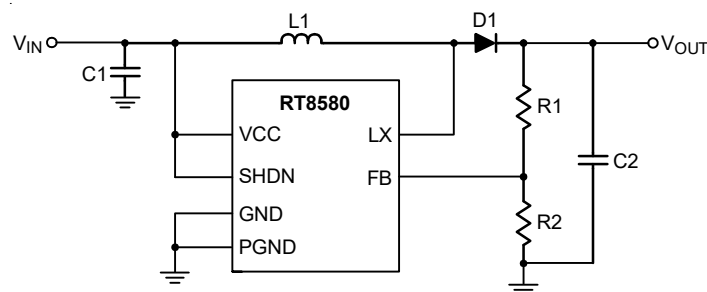 L1
D1
VIN
VOUT
C1
RT8580
R1
VCC
LX
C2
SHDN
FB
GND
R2
PGND